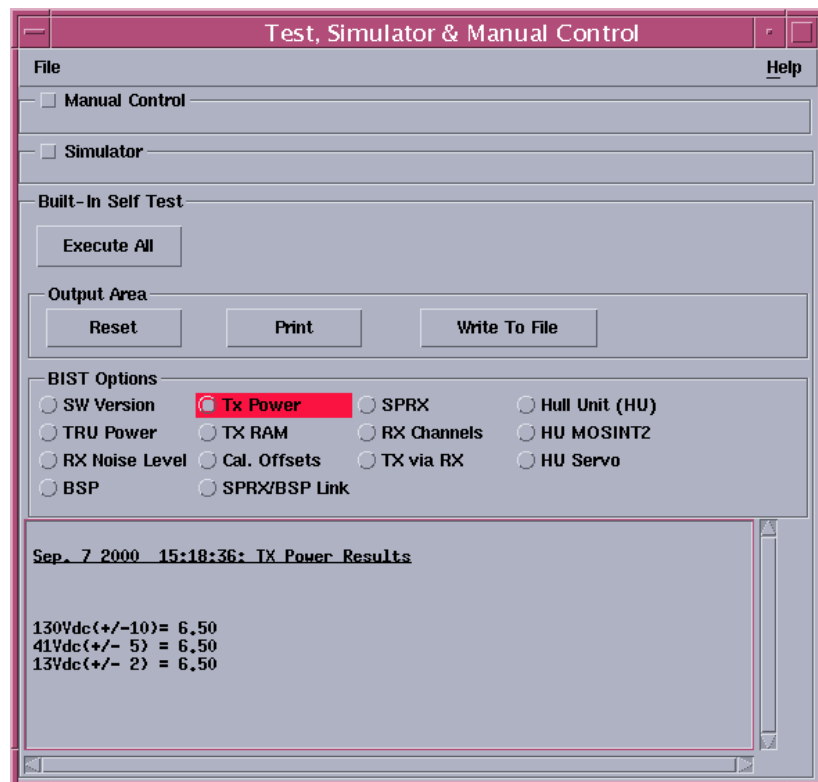 Test, Simulator & Manual Control
File Help
Manual Control
Simulator
Built-In Self Test
Execute All
Output Area
Reset Print Write To File
BIST Options
SW Version Tx Power SPRX Hull Unit (HU)
TRU Power TX RAM RX Channels HU MOSINT2
RX Noise Level Cal. Offsets TX via RX HU Servo
BSP SPRX/BSP Link
Sep. 7 2000 15:18:36: TX Power Results
130Vdc(+/-10)= 6.50
41Vdc(+/- 5) = 6.50
13Vdc(+/- 2) = 6.50